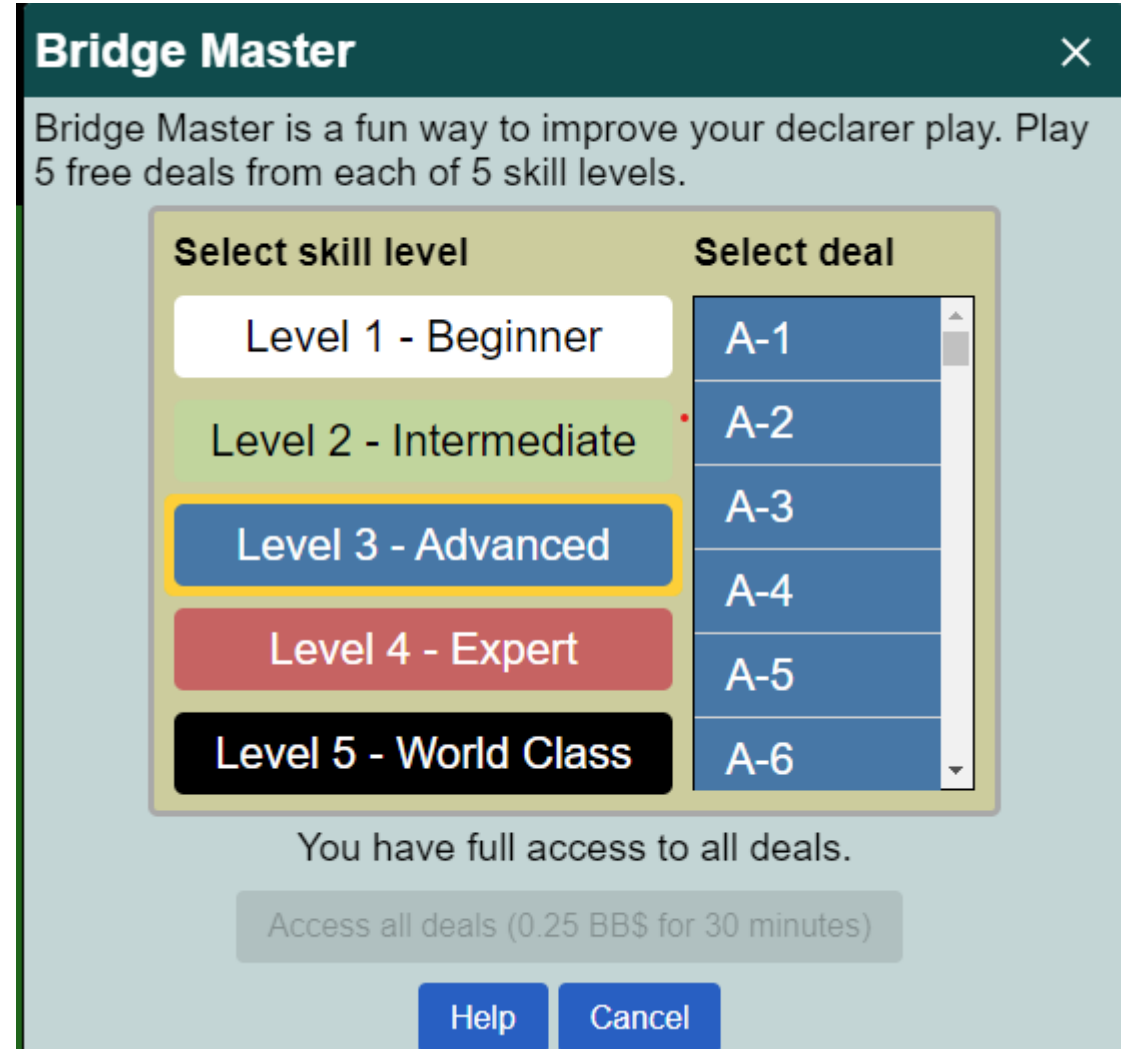 Bridge Master
Bridge Master is a fun way to improve your declarer play. Play
5 free deals from each of 5 skill levels.
Select skill level
Level 1 - Beginner
Level 2 - Intermediate
Level 3 - Advanced
Level 4 - Expert
Level 5 - World Class
Select deal
A-1
A-2
A-3
A-4
A-5
A-6
You have full access to all deals.
Access all deals (0.25 BB$ for 30 minutes)
Help
Cancel